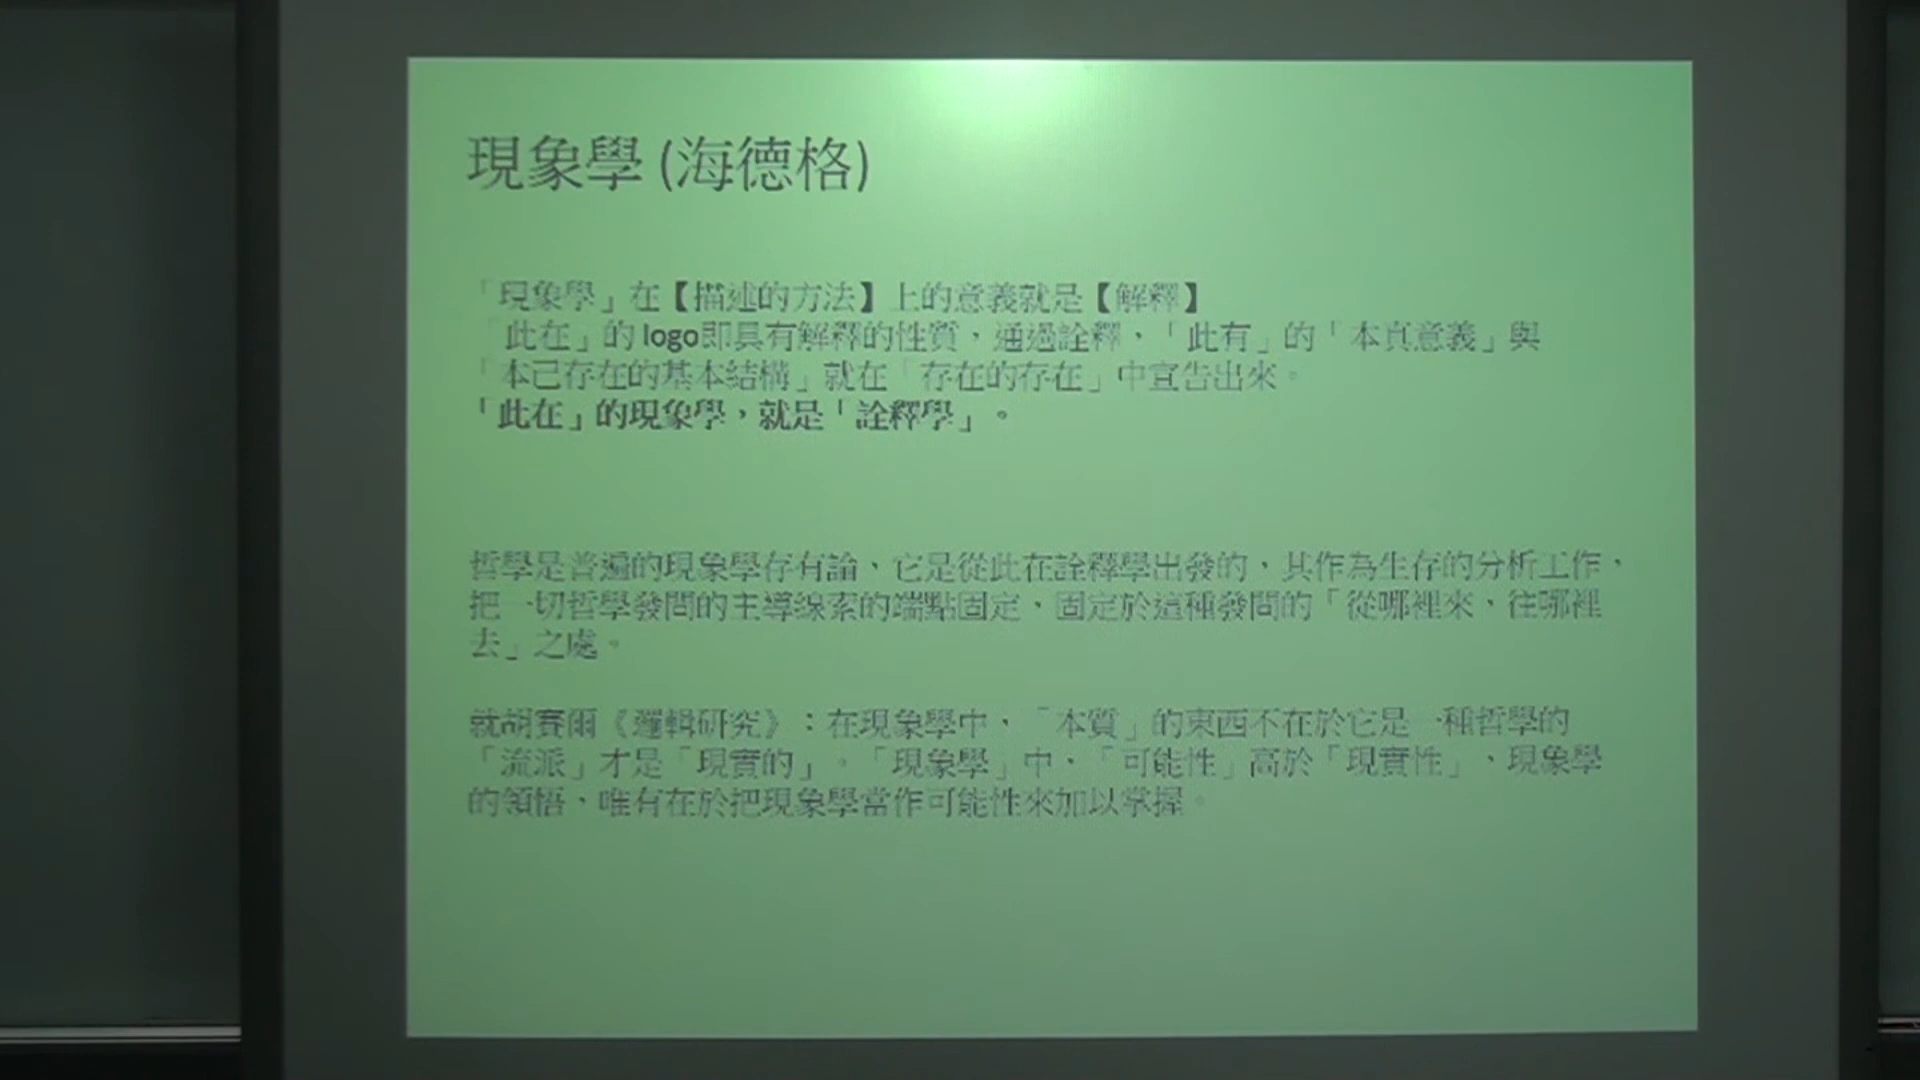 現象學 (海德格)
「現象學」在【描述的方法】上的意義就是【解釋】
「此在」的 logo即具有解釋的性質，通過詮釋，「此有」的「本真意義」與
「本己存在的基本結構」就在「存在的存在」中宣告出來。
「此在」的現象學，就是「詮釋學」。
哲學是普遍的現象學存有論，它是從此在詮釋學出發的，其作為生存的分析工作，
把一切哲學發問的主導線索的端點固定、固定於這種發問的「從哪裡來、往哪裡
去」之處。
就胡賽爾《邏輯研究》：在現象學中，「本質」的東西不在於它是一種哲學的
「流派」才是「現實的」。「現象學」中，「可能性」高於「現實性」、現象學
的領悟，唯有在於把現象學當作可能性來加以掌握。